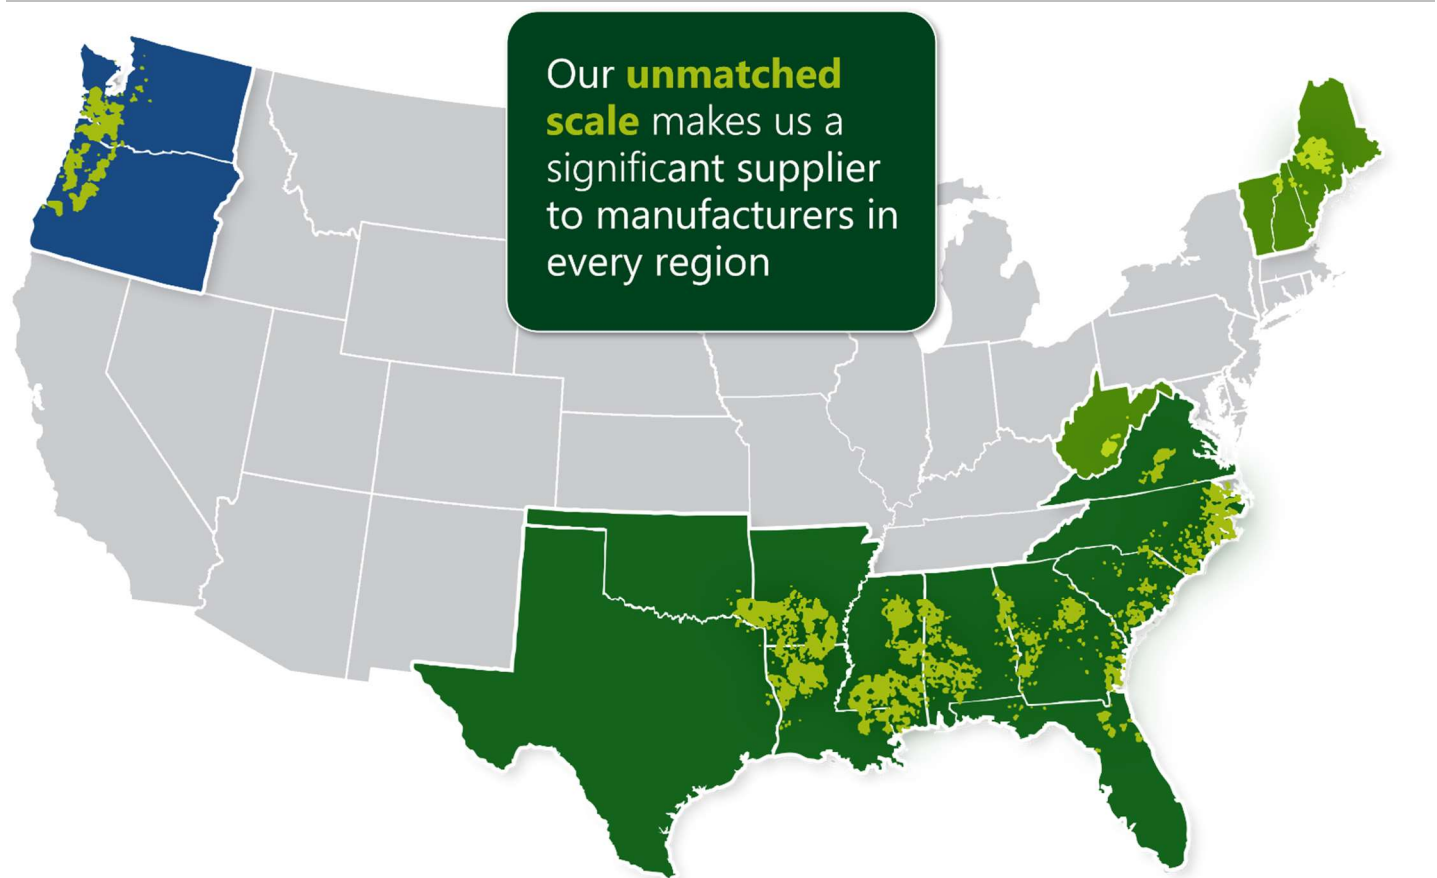 Our unmatched
scale makes us a
significant supplier
to manufacturers in
every region